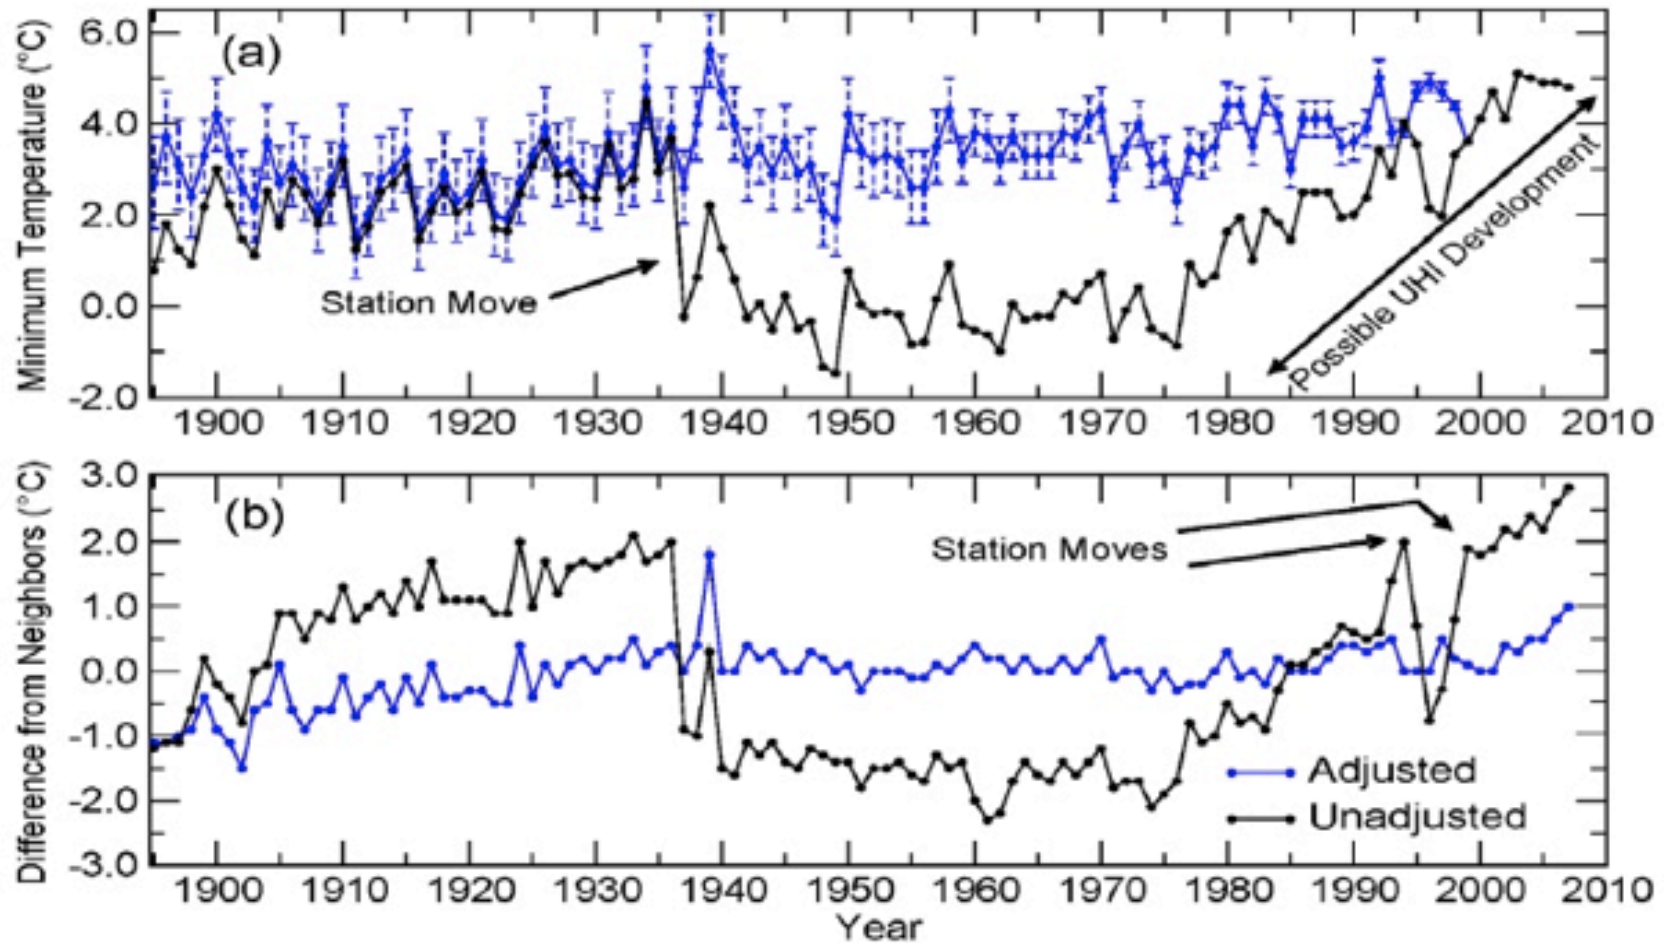 Minimum Temperature (°C)
6.0
4.0
2.0
0.0
-2.0
(a)
Station Move
Possible UHI Development
1900 1910 1920 1930 1940 1950 1960 1970 1980 1990 2000 2010
Difference from Neighbors (°C)
3.0
2.0
1.0
0.0
-1.0
-2.0
-3.0
(b)
Station Moves
Adjusted
Unadjusted
1900 1910 1920 1930 1940 1950 1960 1970 1980 1990 2000 2010
Year